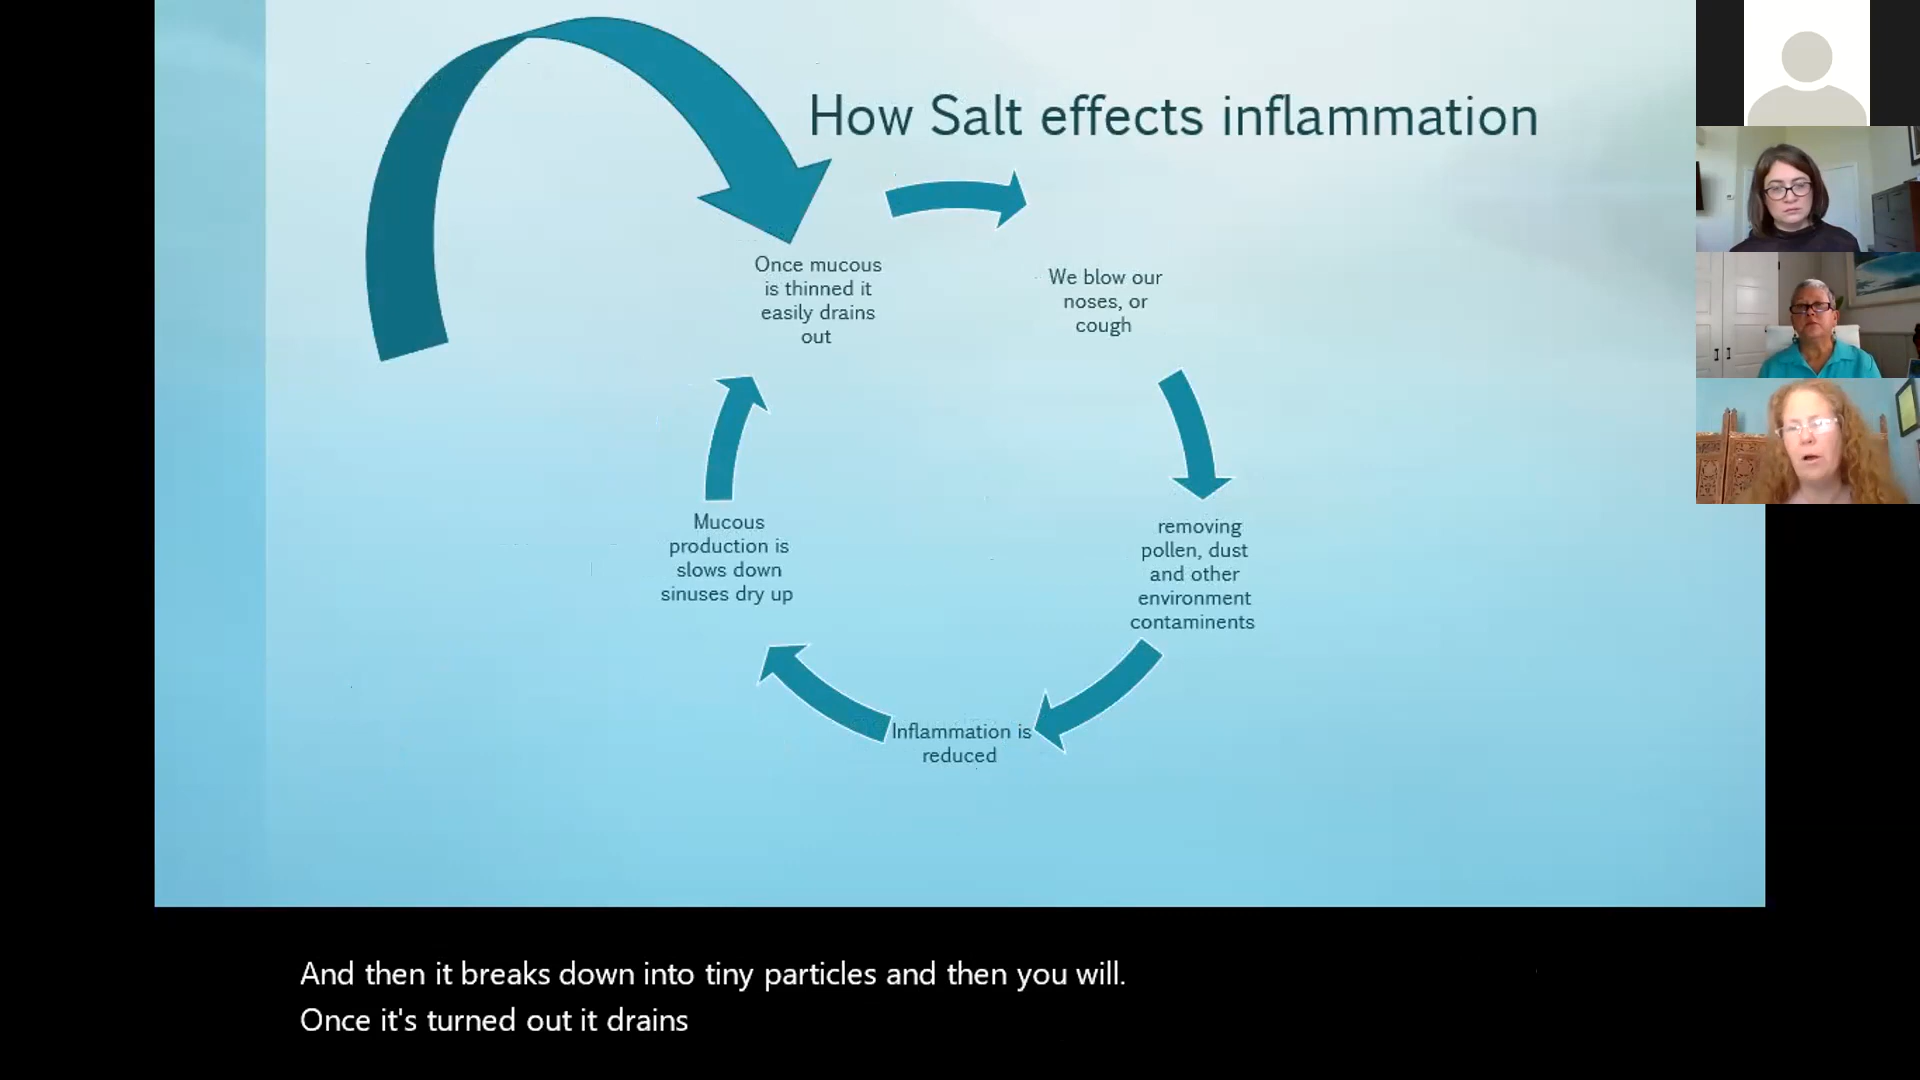 How Salt effects inflammation
Once mucous
is thinned it
easily drains
out
We blow our
noses, or
cough
removing
pollen, dust
and other
environment
contaminents
Inflammation is
reduced
Mucous
production is
slows down
sinuses dry up
And then it breaks down into tiny particles and then you will.
Once it's turned out it drains